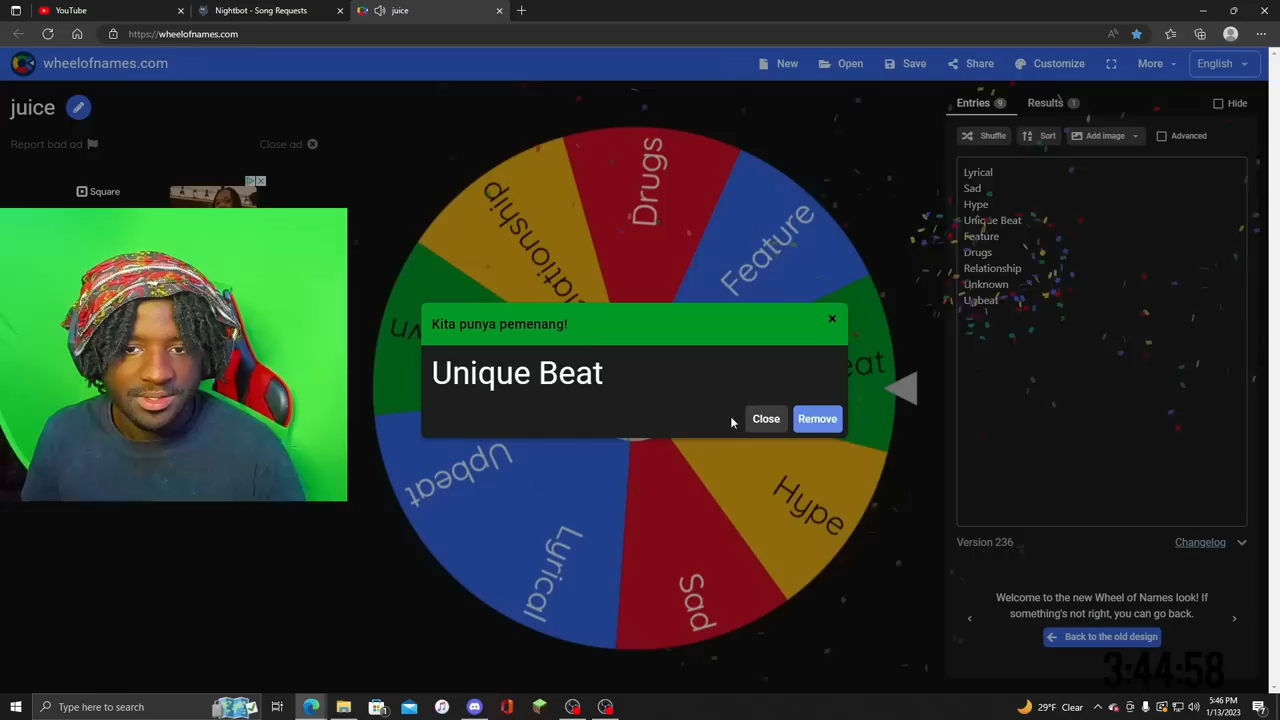 YouTube
Nightbot - Song Requests
juice
https://wheelofnames.com
wheelofnames.com
New
Open
Save
Share
Customize
More
English
juice
Report bad ad
Close ad
Square
Entries 9
Results 1
Hide
Shuffle
Sort
Add image
Advanced
Lyrical
Sad
Hype
Unique Beat
Feature
Drugs
Relationship
Unknown
Upbeat
Drugs
Feature
Hype
Sad
Lyrical
Upbeat
Kita punya pemenang!
Unique Beat
Close
Remove
Version 236
Changelog
Welcome to the new Wheel of Names look! If
something's not right, you can go back.
Back to the old design
3:44:58
Type here to search
29°F Clear
5:46 PM
1/13/2023